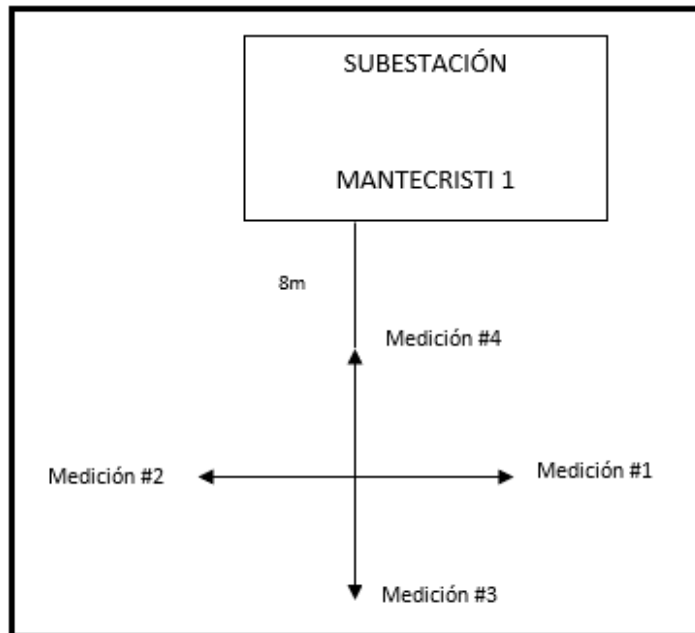 SUBESTACIÓN
MANTECRISTI 1
8m
Medición #4
Medición #2
Medición #1
Medición #3